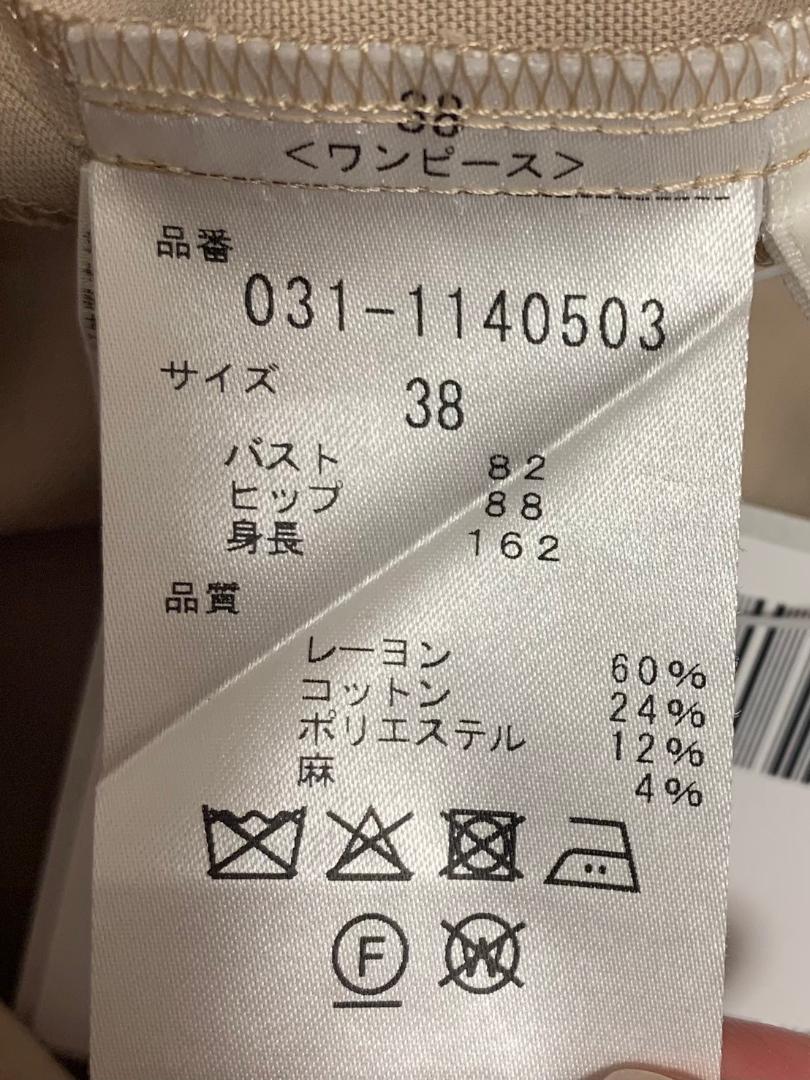 38
<ワンピース>
品番
031-1140503
サイズ 38
バスト 82
ヒップ 88
身長 162
品質
レーヨン 60%
コットン 24%
ポリエステル 12%
麻 4%
F W